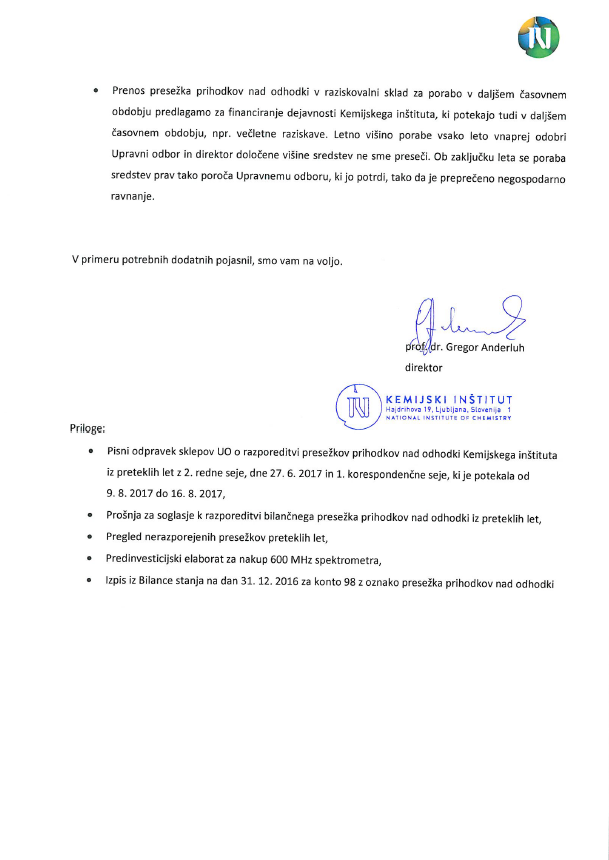 • Prenos presežka prihodkov nad odhodki v raziskovalni sklad za porabo v daljšem časovnem
obdobju predlagamo za financiranje dejavnosti Kemijskega inštituta, ki potekajo tudi v daljšem
časovnem obdobju, npr. večletne raziskave. Letno višino porabe vsako leto vnaprej odobri
Upravni odbor in direktor določene višine sredstev ne sme preseči. Ob zaključku leta se poraba
sredstev prav tako poroča Upravnemu odboru, ki jo potrdi, tako da je preprečeno negospodarno
ravnanje.
V primeru potrebnih dodatnih pojasnil, smo vam na voljo.
prof. dr. Gregor Anderluh
direktor
KEMIJSKI INŠTITUT
Hajdrihova 19, Ljubljana, Slovenija 1
NATIONAL INSTITUTE OF CHEMISTRY
Priloge:
• Pisni odpravek sklepov UO o razporeditvi presežkov prihodkov nad odhodki Kemijskega inštituta
iz preteklih let z 2. redne seje, dne 27. 6. 2017 in 1. korespondenčne seje, ki je potekala od
9. 8. 2017 do 16. 8. 2017,
• Prošnja za soglasje k razporeditvi bilančnega presežka prihodkov nad odhodki iz preteklih let,
• Pregled nerazporejenih presežkov preteklih let,
• Predinvesticijski elaborat za nakup 600 MHz spektrometra,
• Izpis iz Bilance stanja na dan 31. 12. 2016 za konto 98 z oznako presežka prihodkov nad odhodki